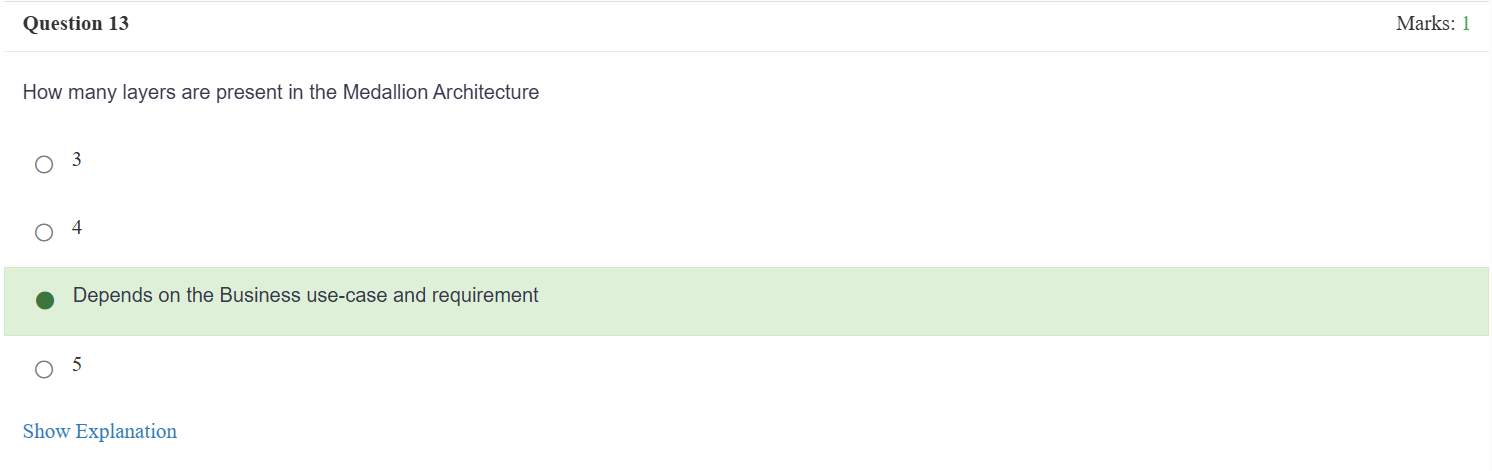 Question 13
Marks: 1
How many layers are present in the Medallion Architecture
3
4
Depends on the Business use-case and requirement
5
Show Explanation